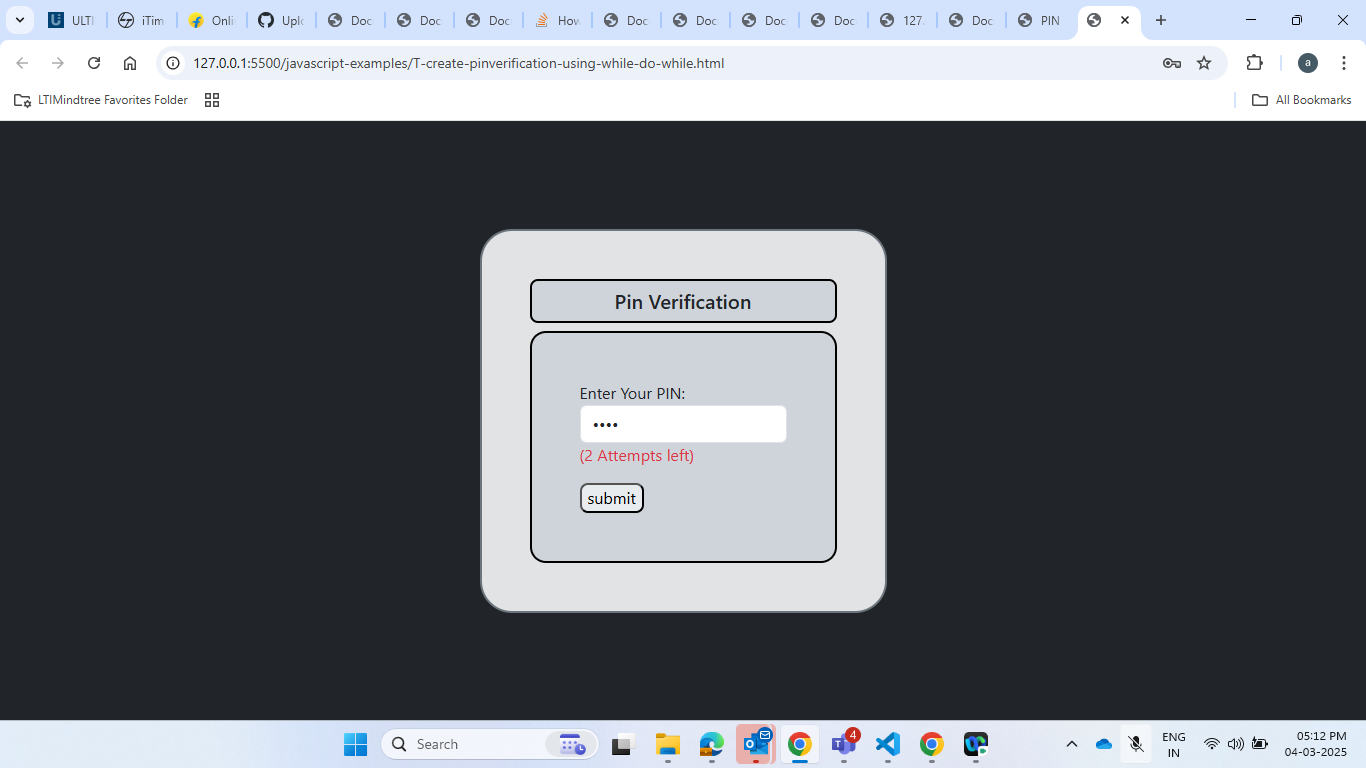 ULTI iTim Onli Uplo Doc Doc Doc How Doc Doc Doc Doc 127. Doc PIN
127.0.0.1:5500/javascript-examples/T-create-pinverification-using-while-do-while.html a
LTIMindtree Favorites Folder All Bookmarks
Pin Verification
Enter Your PIN:
••••
(2 Attempts left)
submit
Search 4 ENG 05:12 PM
IN 04-03-2025